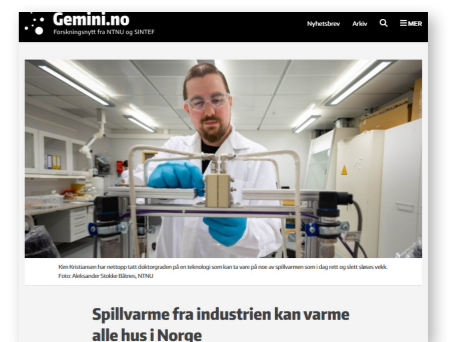 Gemini.no
Forskningsnytt fra NTNU og SINTEF
Nyhetsbrev Arkiv MER
Kim Kristiansen har nettopp tatt doktorgraden på en teknologi som kan ta vare på noe av spillvarmen som i dag rett og slett sløses vekk.
Foto: Aleksander Stokke Båtnes, NTNU
Spillvarme fra industrien kan varme
alle hus i Norge